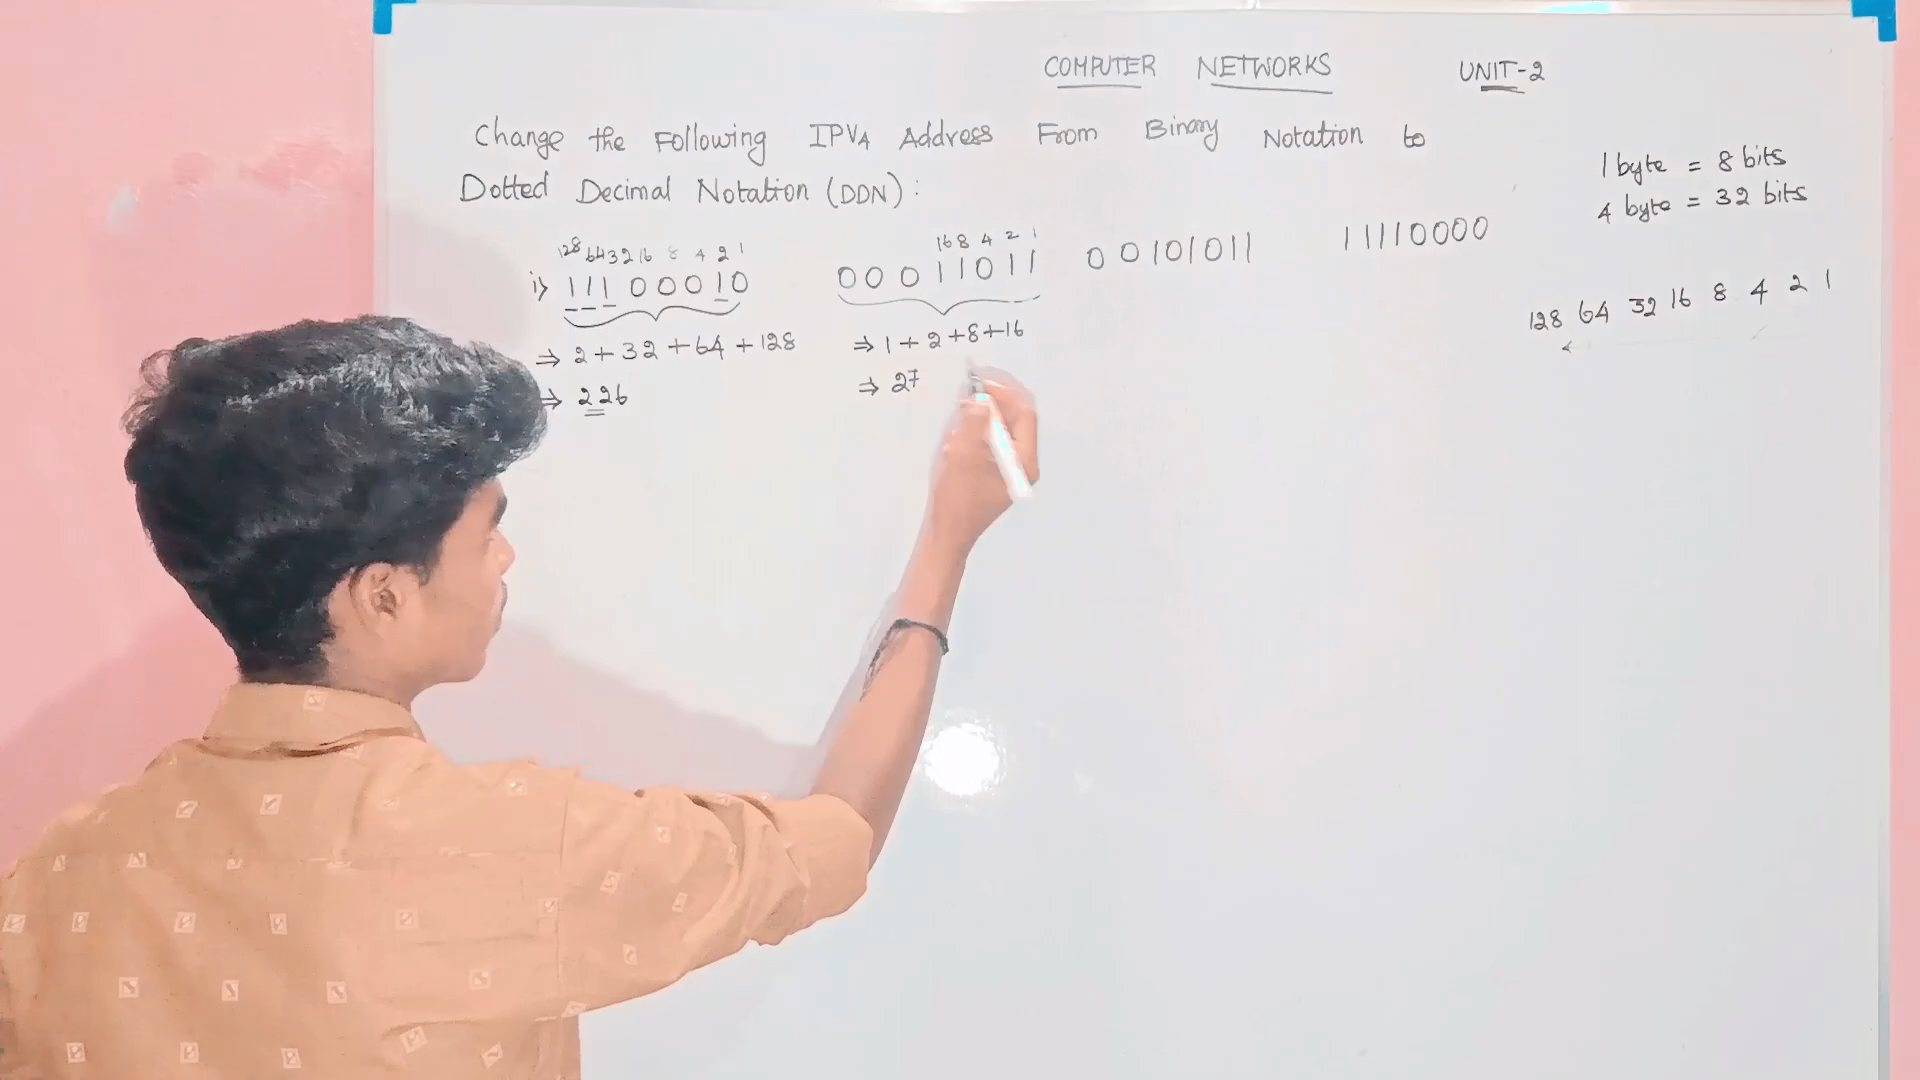 COMPUTER NETWORKS UNIT-2
Change the Following IPV4 Address From Binary Notation to
Dotted Decimal Notation (DDN) :
1 byte = 8 bits
4 byte = 32 bits
128 64 32 16 8 4 2 1 16 8 4 2 1
i) 11100010 00011011 00101011 11110000
128 64 32 16 8 4 2 1
⇒ 2+32+64+128 ⇒ 1+2+8+16
⇒ 226 ⇒ 27